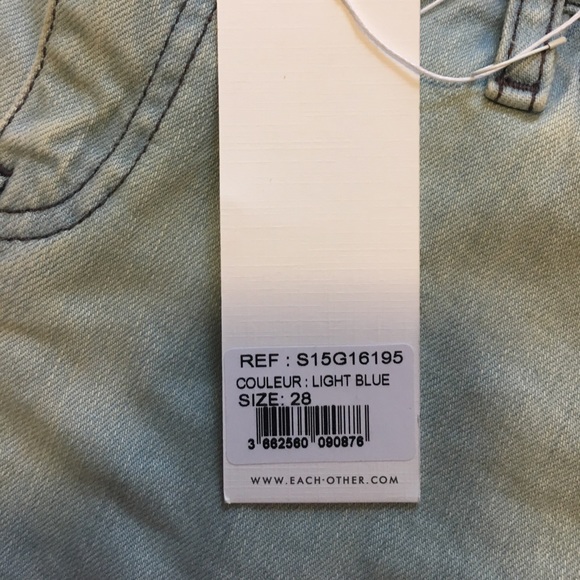 REF : S15G16195
COULEUR : LIGHT BLUE
SIZE: 28
3 662560 090876
WWW.EACH-OTHER.COM